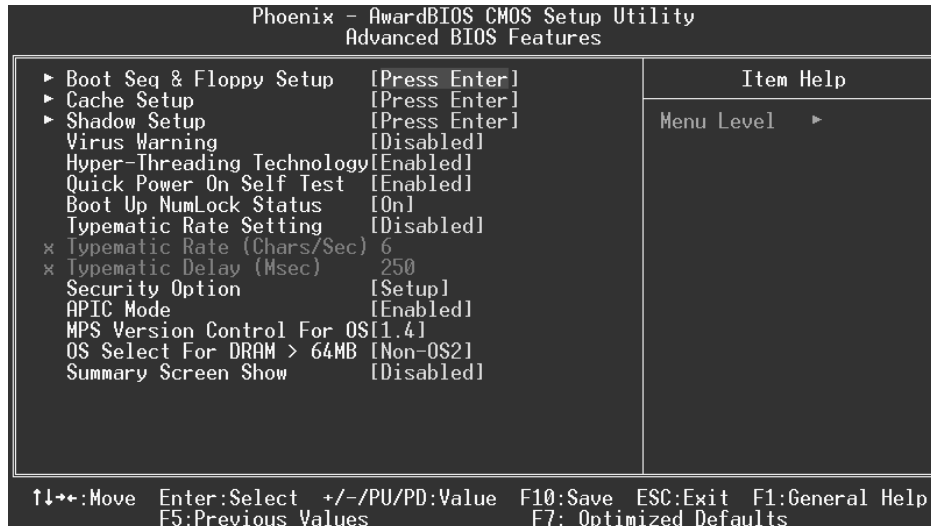 Phoenix - AwardBIOS CMOS Setup Utility
Advanced BIOS Features
► Boot Seq & Floppy Setup [Press Enter]
► Cache Setup [Press Enter]
► Shadow Setup [Press Enter]
Virus Warning [Disabled]
Hyper-Threading Technology[Enabled]
Quick Power On Self Test [Enabled]
Boot Up NumLock Status [On]
Typematic Rate Setting [Disabled]
x Typematic Rate (Chars/Sec) 6
x Typematic Delay (Msec) 250
Security Option [Setup]
APIC Mode [Enabled]
MPS Version Control For OS[1.4]
OS Select For DRAM > 64MB [Non-OS2]
Summary Screen Show [Disabled]
Item Help
Menu Level ►
↑↓→←:Move Enter:Select +/-/PU/PD:Value F10:Save ESC:Exit F1:General Help
F5:Previous Values F7: Optimized Defaults